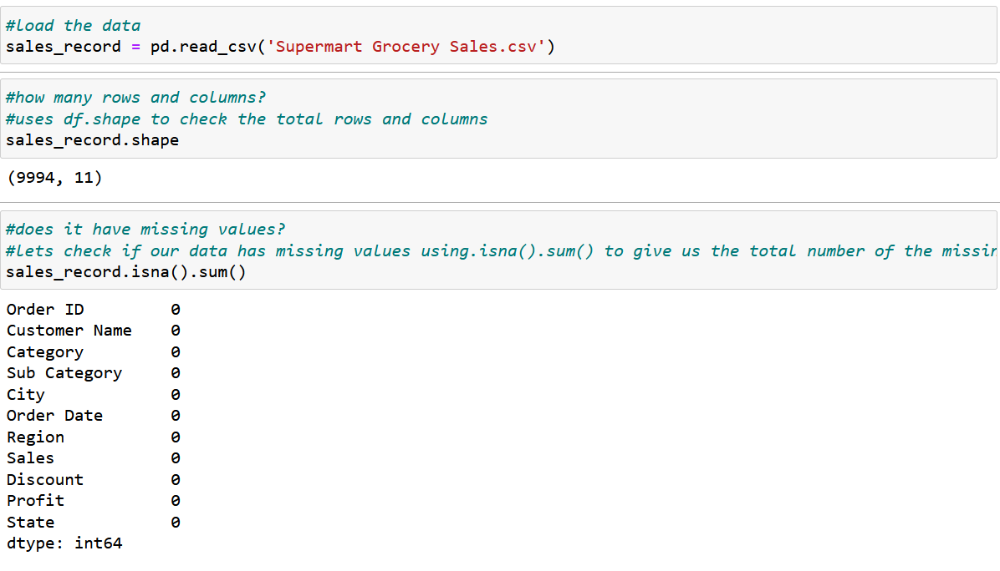 #load the data
sales_record = pd.read_csv('Supermart Grocery Sales.csv')
#how many rows and columns?
#uses df.shape to check the total rows and columns
sales_record.shape
(9994, 11)
#does it have missing values?
#lets check if our data has missing values using.isna().sum() to give us the total number of the
sales_record.isna().sum()
Order ID 0
Customer Name 0
Category 0
Sub Category 0
City 0
Order Date 0
Region 0
Sales 0
Discount 0
Profit 0
State 0
dtype: int64